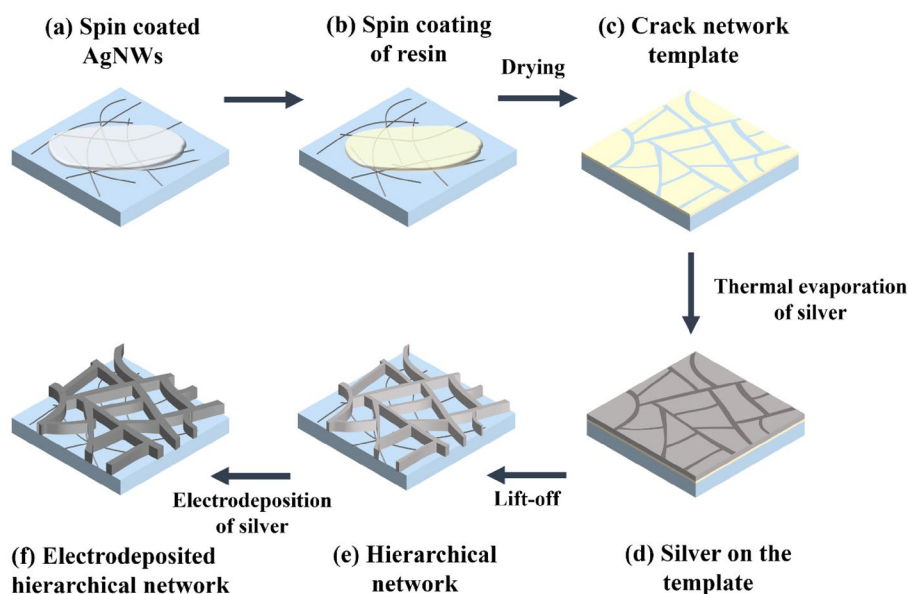 (a) Spin coated
AgNWs
(b) Spin coating
of resin
Drying
(c) Crack network
template
Thermal evaporation
of silver
(d) Silver on the
template
Lift-off
(e) Hierarchical
network
Electrodeposition
of silver
(f) Electrodeposited
hierarchical network